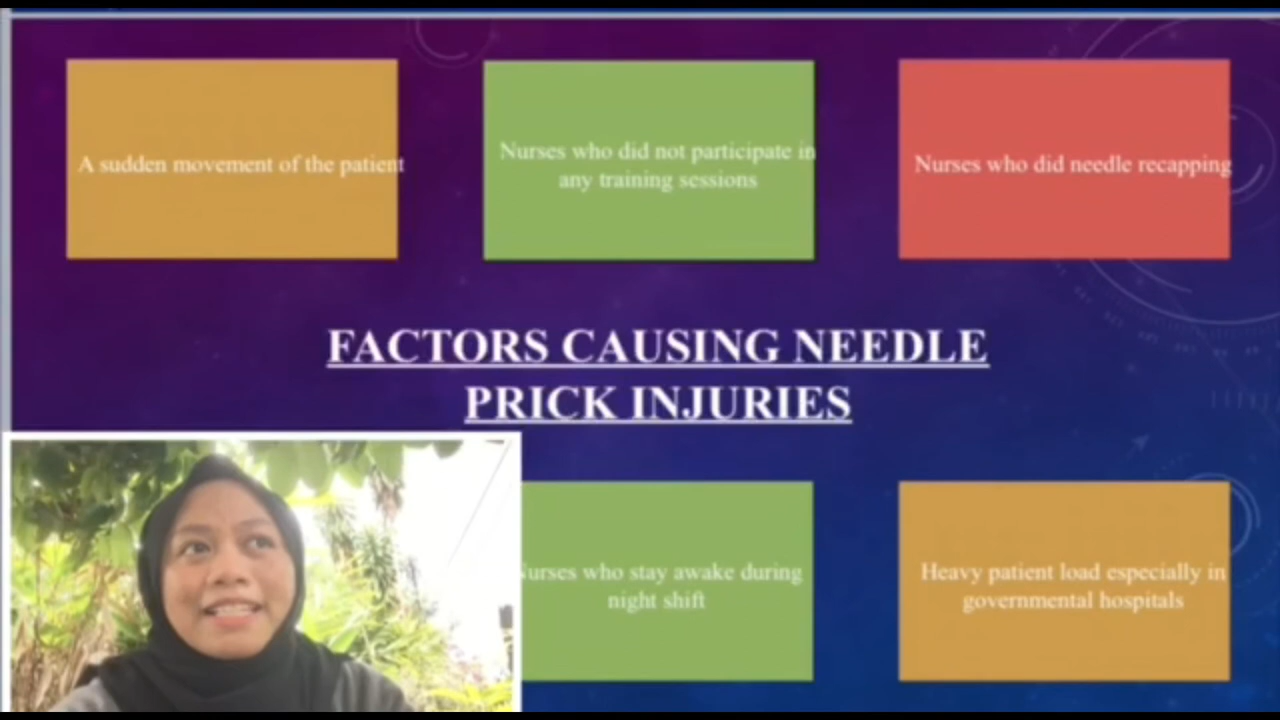 A sudden movement of the patient
Nurses who did not participate in
any training sessions
Nurses who did needle recapping
FACTORS CAUSING NEEDLE
PRICK INJURIES
Nurses who stay awake during
night shift
Heavy patient load especially in
governmental hospitals